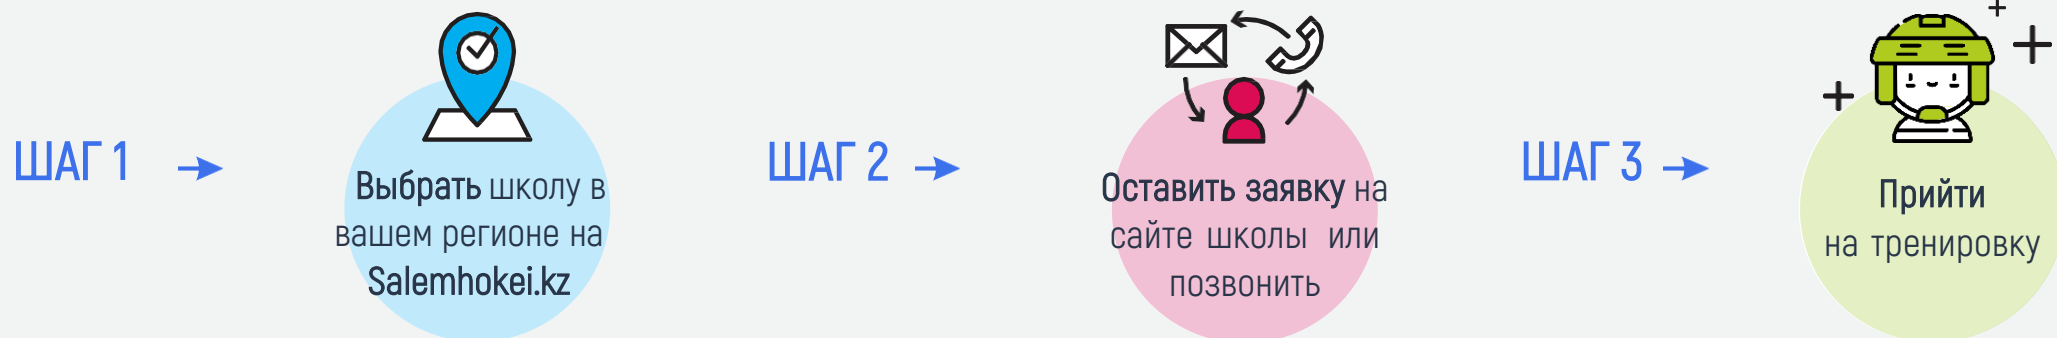 ШАГ 1
Выбрать школу в
вашем регионе на
Salemhokei.kz
ШАГ 2
Оставить заявку на
сайте школы или
позвонить
ШАГ 3
Прийти
на тренировку